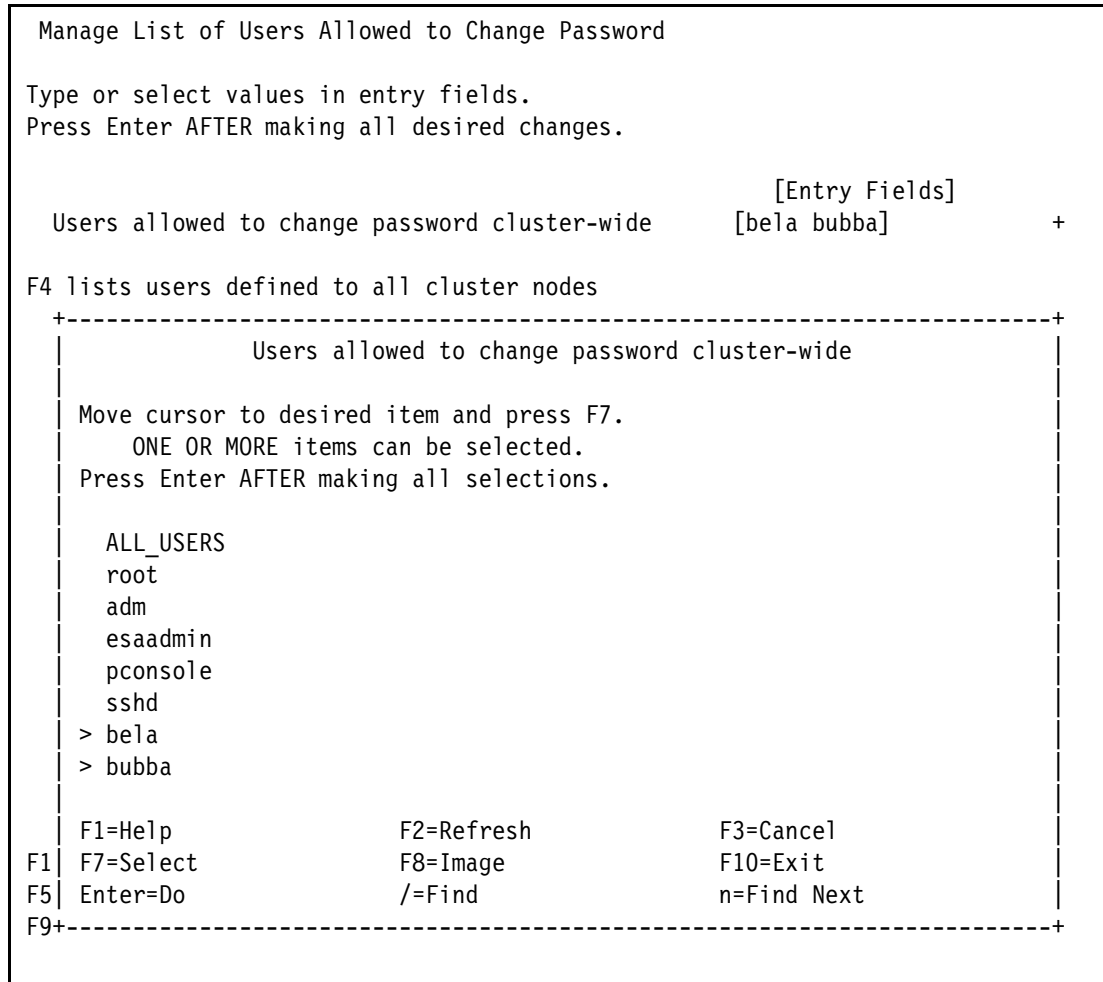 Manage List of Users Allowed to Change Password
Type or select values in entry fields.
Press Enter AFTER making all desired changes.
[Entry Fields]
Users allowed to change password cluster-wide [bela bubba] +
F4 lists users defined to all cluster nodes
+--------------------------------------------------------------------------+
| Users allowed to change password cluster-wide |
| |
| Move cursor to desired item and press F7. |
| ONE OR MORE items can be selected. |
| Press Enter AFTER making all selections. |
| |
| ALL_USERS |
| root |
| adm |
| esaadmin |
| pconsole |
| sshd |
| > bela |
| > bubba |
| |
| F1=Help F2=Refresh F3=Cancel |
F1| F7=Select F8=Image F10=Exit |
F5| Enter=Do /=Find n=Find Next |
F9+--------------------------------------------------------------------------+